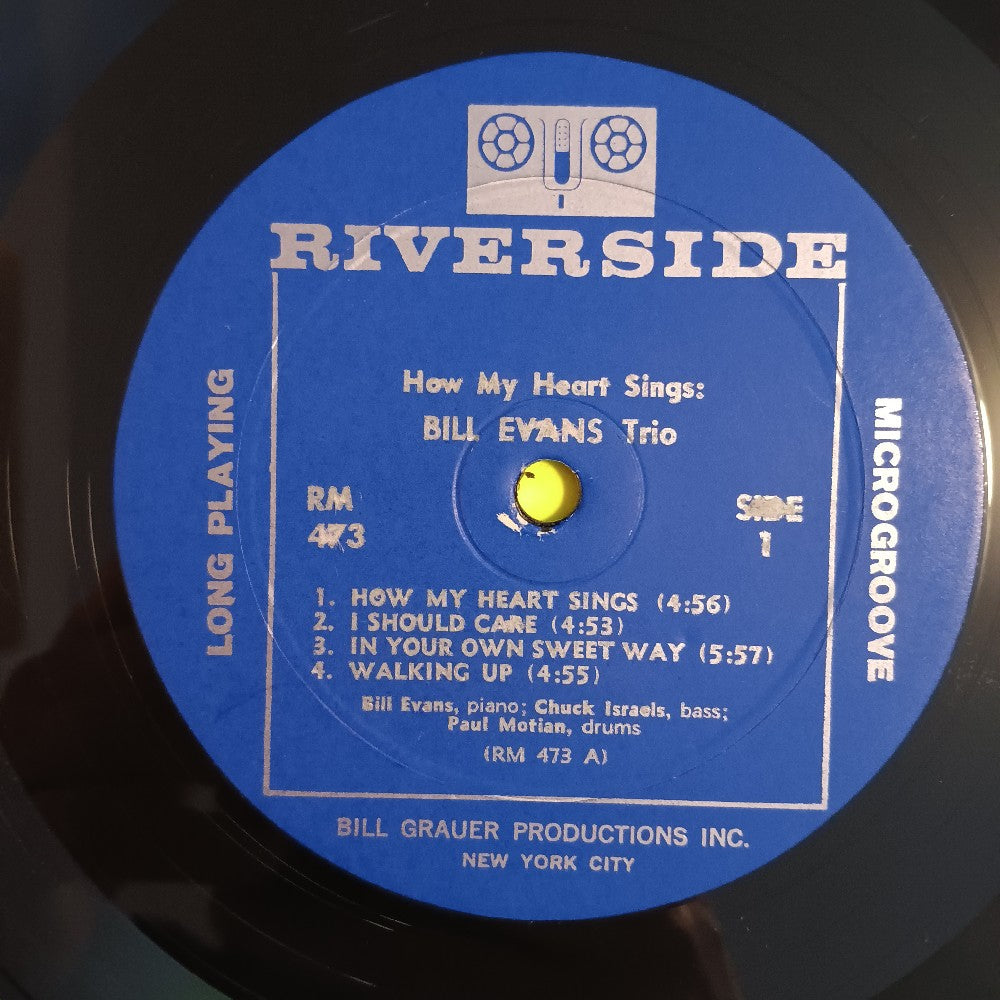 RIVERSIDE
How My Heart Sings:
BILL EVANS Trio
RM
473
SIDE
1
LONG PLAYING
MICROGROOVE
1. HOW MY HEART SINGS (4:56)
2. I SHOULD CARE (4:53)
3. IN YOUR OWN SWEET WAY (5:57)
4. WALKING UP (4:55)
Bill Evans, piano; Chuck Israels, bass;
Paul Motian, drums
(RM 473 A)
BILL GRAUER PRODUCTIONS INC.
NEW YORK CITY